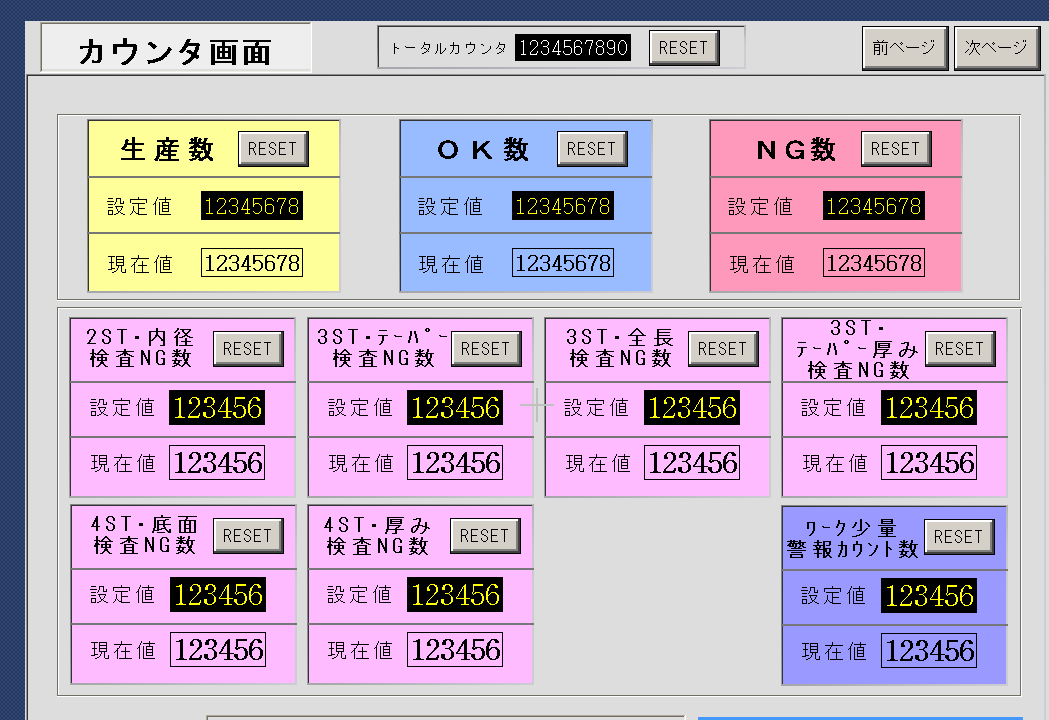 カウンタ画面
トータルカウンタ 1234567890 RESET
前ページ 次ページ
生産数 RESET
設定値 12345678
現在値 12345678
OK数 RESET
設定値 12345678
現在値 12345678
NG数 RESET
設定値 12345678
現在値 12345678
2ST・内径
検査NG数 RESET
設定値 123456
現在値 123456
3ST・テーパー
検査NG数 RESET
設定値 123456
現在値 123456
3ST・全長
検査NG数 RESET
設定値 123456
現在値 123456
3ST・
テーパー厚み
検査NG数 RESET
設定値 123456
現在値 123456
4ST・底面
検査NG数 RESET
設定値 123456
現在値 123456
4ST・厚み
検査NG数 RESET
設定値 123456
現在値 123456
ワーク少量
警報カウント数 RESET
設定値 123456
現在値 123456